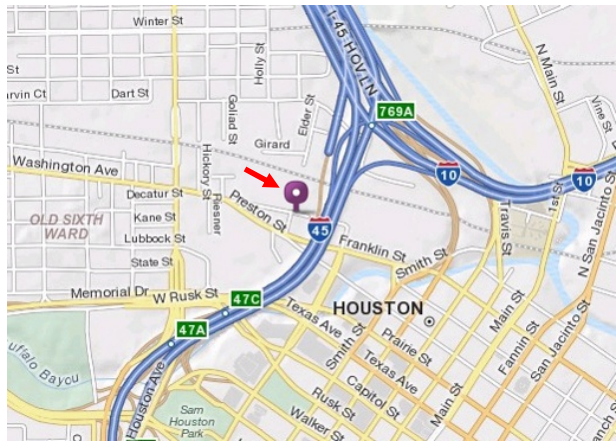 Winter St
I-45 HOV LN
N Main St
St
Holly St
arvin Ct
Dart St
Goliad St
Elder St
769A
Vine St
Girard
Washington Ave
Hickory St
10
10
Decatur St
Riesner
Preston St
1st St
OLD SIXTH
WARD
Kane St
45
Travis St
N San Jacinto St
Lubbock St
Franklin St
State St
Smith St
Memorial Dr
W Rusk St
47C
Texas Ave
HOUSTON
Main St
47A
Smith St
Prairie St
Fannin St
San Jacinto St
uffalo Bayou
Houston Ave
Texas Ave
Capitol St
Main St
Sam
Houston
Park
Rusk St
Walker St